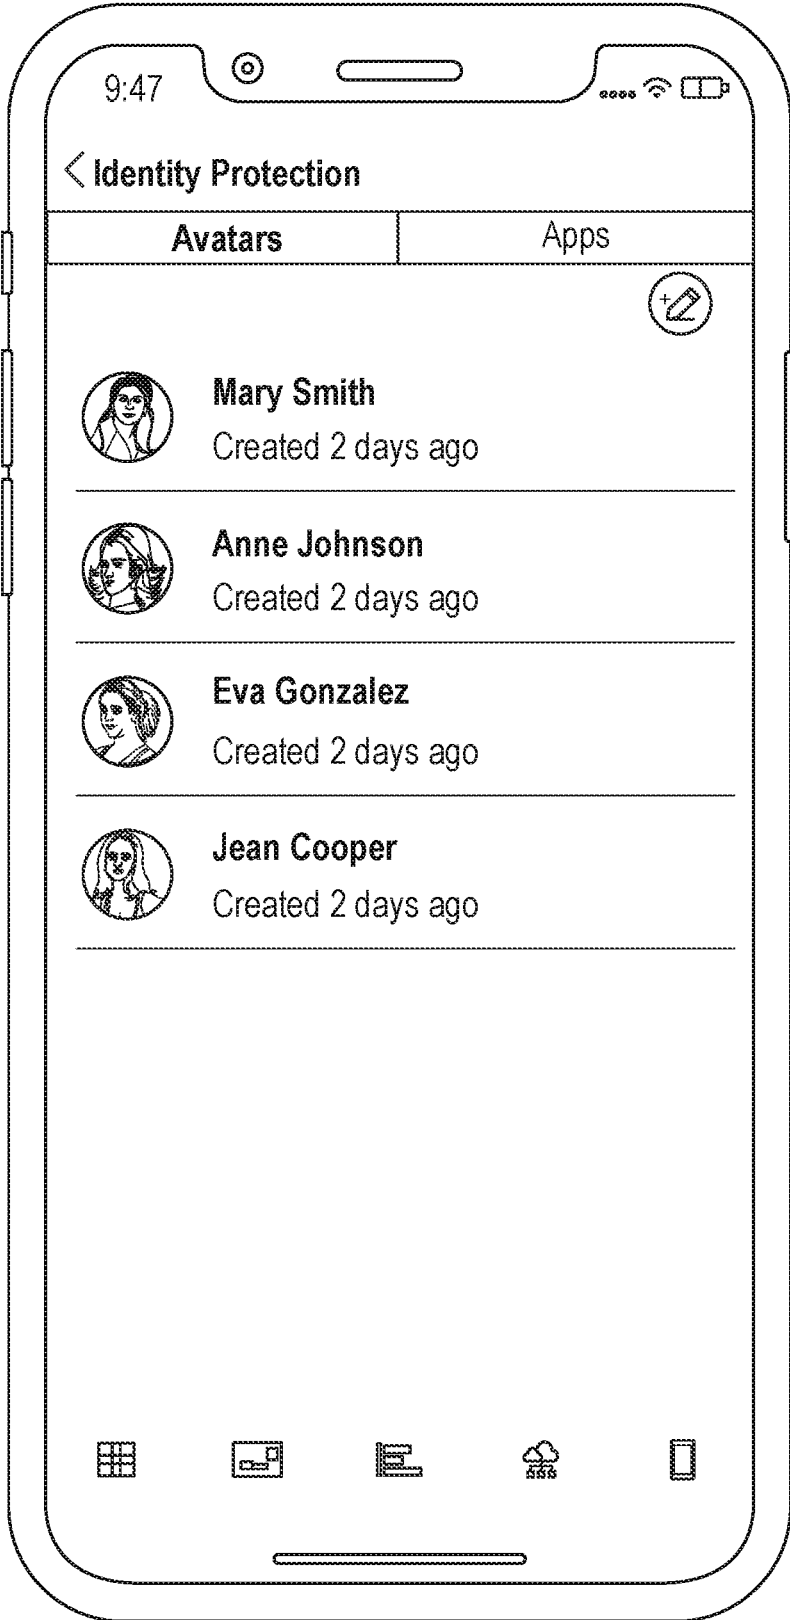 9:47
Identity Protection
Avatars Apps
Mary Smith
Created 2 days ago
Anne Johnson
Created 2 days ago
Eva Gonzalez
Created 2 days ago
Jean Cooper
Created 2 days ago